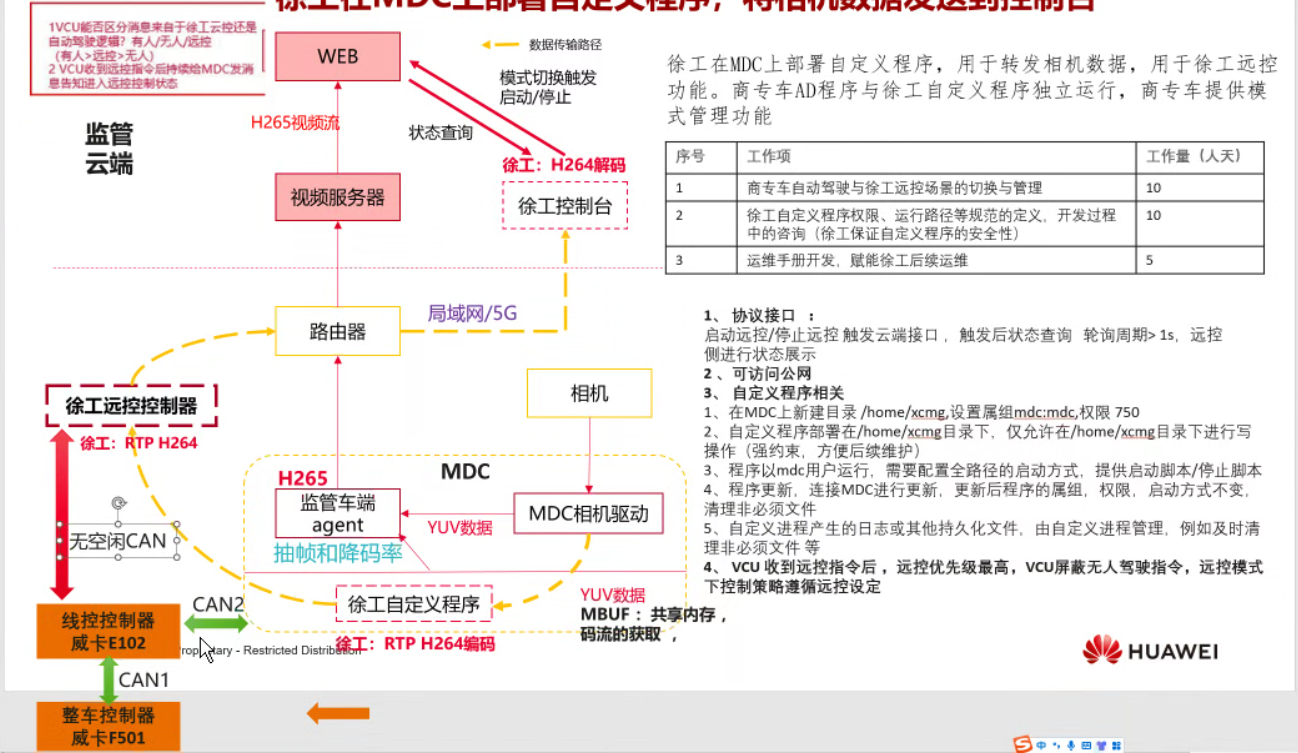 徐工在MDC上部署自定义程序，将相机数据发送到控制台
1VCU能否区分消息来自于徐工云控还是
自动驾驶逻辑？有人/无人/远控
（有人>远控>无人）
2 VCU收到远控指令后持续给MDC发消
息告知进入远控控制状态
监管
云端
WEB
数据传输路径
模式切换触发
启动/停止
H265视频流
状态查询
徐工：H264解码
视频服务器
徐工控制台
路由器
局域网/5G
徐工远控控制器
徐工：RTP H264
相机
MDC
H265
监管车端
agent
YUV数据
MDC相机驱动
抽帧和降码率
无空闲CAN
徐工自定义程序
YUV数据
MBUF：共享内存，
码流的获取 ，
徐工：RTP H264编码
CAN2
线控控制器
威卡E102
CAN1
整车控制器
威卡F501
- Restricted Distribution
徐工在MDC上部署自定义程序，用于转发相机数据，用于徐工远控
功能。商专车AD程序与徐工自定义程序独立运行，商专车提供模
式管理功能
序号 工作项 工作量（人天）
1 商专车自动驾驶与徐工远控场景的切换与管理 10
2 徐工自定义程序权限、运行路径等规范的定义，开发过程 10
中的咨询（徐工保证自定义程序的安全性）
3 运维手册开发，赋能徐工后续运维 5
1、 协议接口 ：
启动远控/停止远控 触发云端接口 ，触发后状态查询 轮询周期> 1s，远控
侧进行状态展示
2 、可访问公网
3、 自定义程序相关
1、在MDC上新建目录 /home/xcmg,设置属组mdc:mdc,权限 750
2、自定义程序部署在/home/xcmg目录下，仅允许在/home/xcmg目录下进行写
操作（强约束，方便后续维护）
3、程序以mdc用户运行，需要配置全路径的启动方式，提供启动脚本/停止脚本
4、程序更新，连接MDC进行更新，更新后程序的属组，权限，启动方式不变，
清理非必须文件
5、自定义进程产生的日志或其他持久化文件，由自定义进程管理，例如及时清
理非必须文件 等
4、 VCU 收到远控指令后 ，远控优先级最高，VCU屏蔽无人驾驶指令，远控模式
下控制策略遵循远控设定
HUAWEI
中